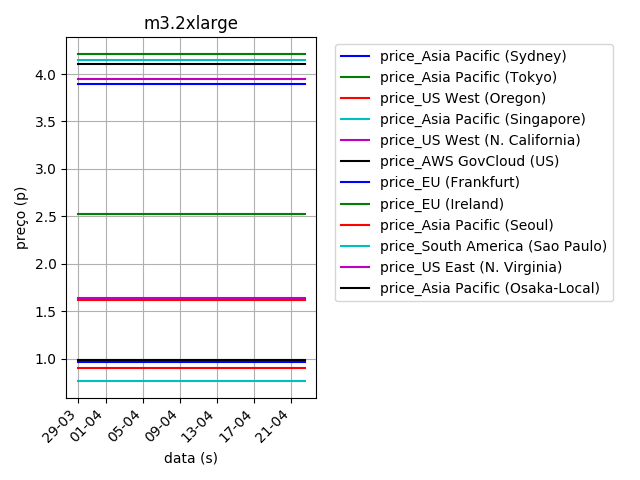 m3.2xlarge
preço (p)
4.0
3.5
3.0
2.5
2.0
1.5
1.0
29-03
01-04
05-04
09-04
13-04
17-04
21-04
data (s)
price_Asia Pacific (Sydney)
price_Asia Pacific (Tokyo)
price_US West (Oregon)
price_Asia Pacific (Singapore)
price_US West (N. California)
price_AWS GovCloud (US)
price_EU (Frankfurt)
price_EU (Ireland)
price_Asia Pacific (Seoul)
price_South America (Sao Paulo)
price_US East (N. Virginia)
price_Asia Pacific (Osaka-Local)